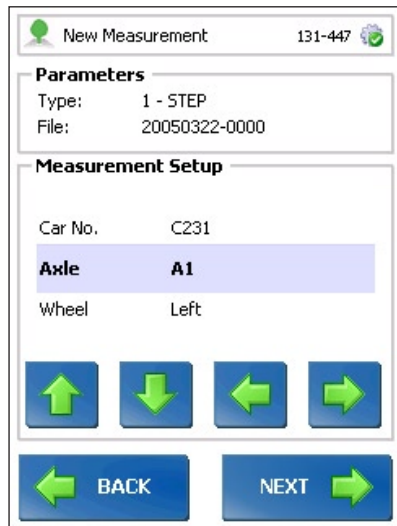 New Measurement 131-447
Parameters
Type: 1 - STEP
File: 20050322-0000
Measurement Setup
Car No. C231
Axle A1
Wheel Left
BACK NEXT